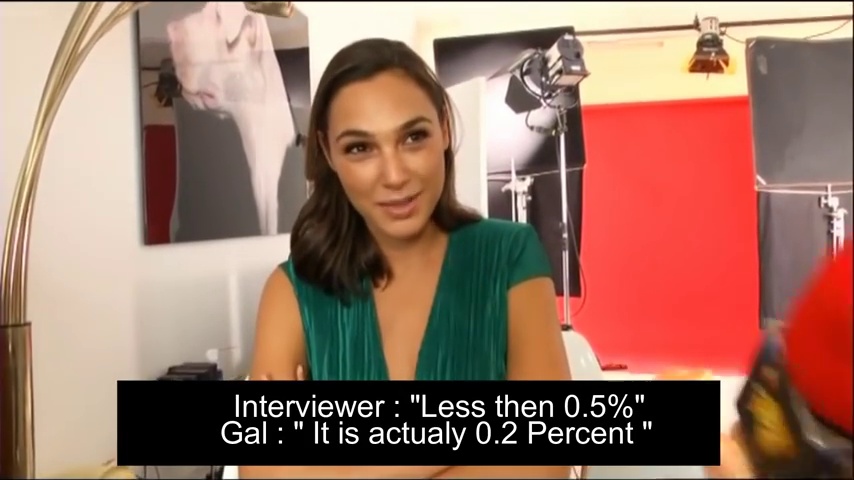 Interviewer : "Less then 0.5%"
Gal : " It is actualy 0.2 Percent "